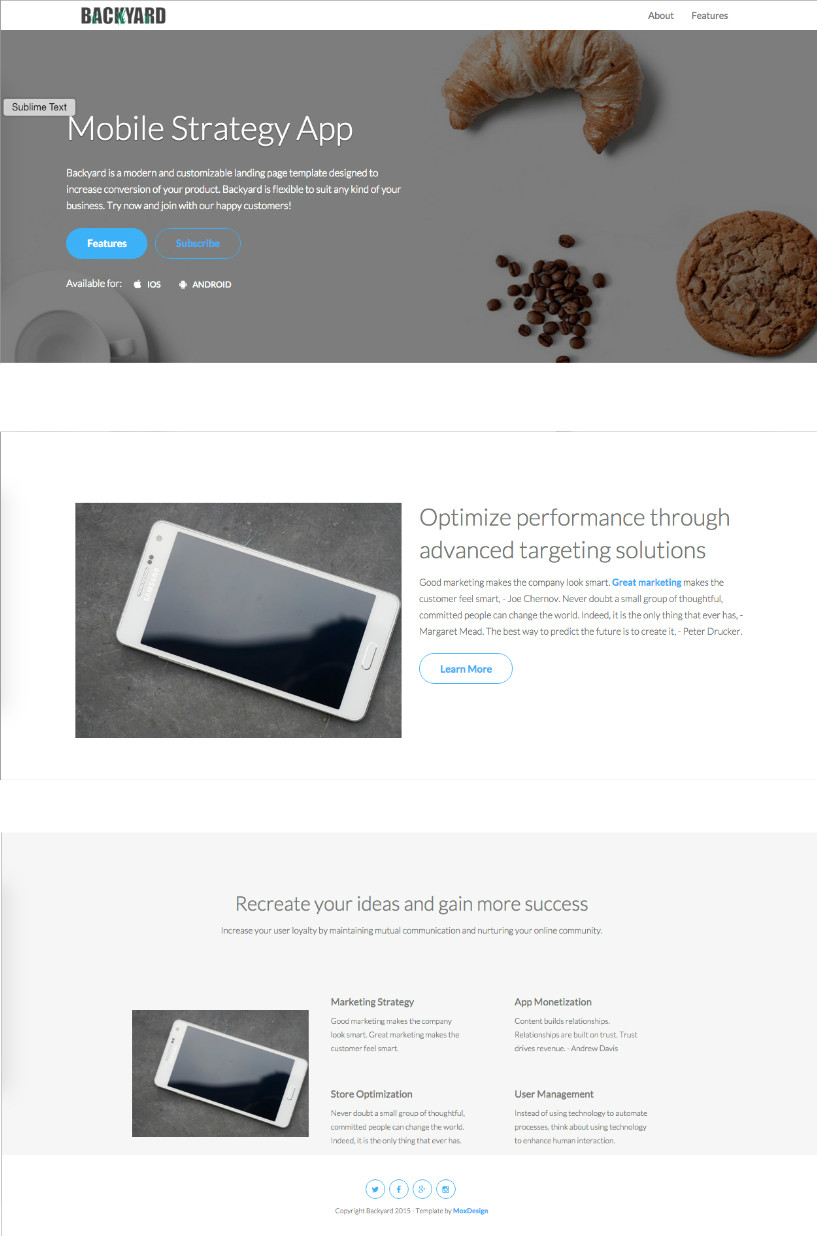 BACKYARD
About Features
Sublime Text
Mobile Strategy App
Backyard is a modern and customizable landing page template designed to
increase conversion of your product. Backyard is flexible to suit any kind of your
business. Try now and join with our happy customers!
Features Subscribe
Available for: IOS ANDROID
Optimize performance through
advanced targeting solutions
Good marketing makes the company look smart. Great marketing makes the
customer feel smart, - Joe Chernov. Never doubt a small group of thoughtful,
committed people can change the world. Indeed, it is the only thing that ever has, -
Margaret Mead. The best way to predict the future is to create it, - Peter Drucker.
Learn More
Recreate your ideas and gain more success
Increase your user loyalty by maintaining mutual communication and nurturing your online community.
Marketing Strategy
Good marketing makes the company
look smart. Great marketing makes the
customer feel smart.
App Monetization
Content builds relationships.
Relationships are built on trust. Trust
drives revenue. - Andrew Davis
Store Optimization
Never doubt a small group of thoughtful,
committed people can change the world.
Indeed, it is the only thing that ever has.
User Management
Instead of using technology to automate
processes, think about using technology
to enhance human interaction.
Copyright Backyard 2015 - Template by MoxDesign